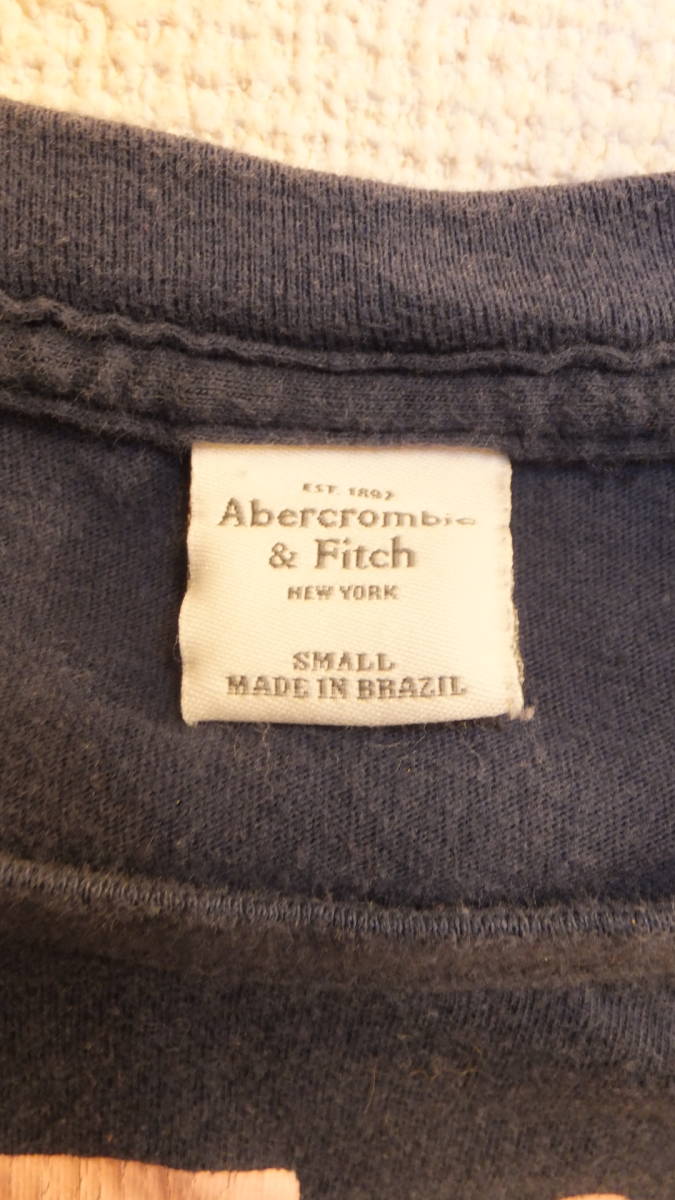 EST. 1892
Abercrombie
& Fitch
NEW YORK
SMALL
MADE IN BRAZIL